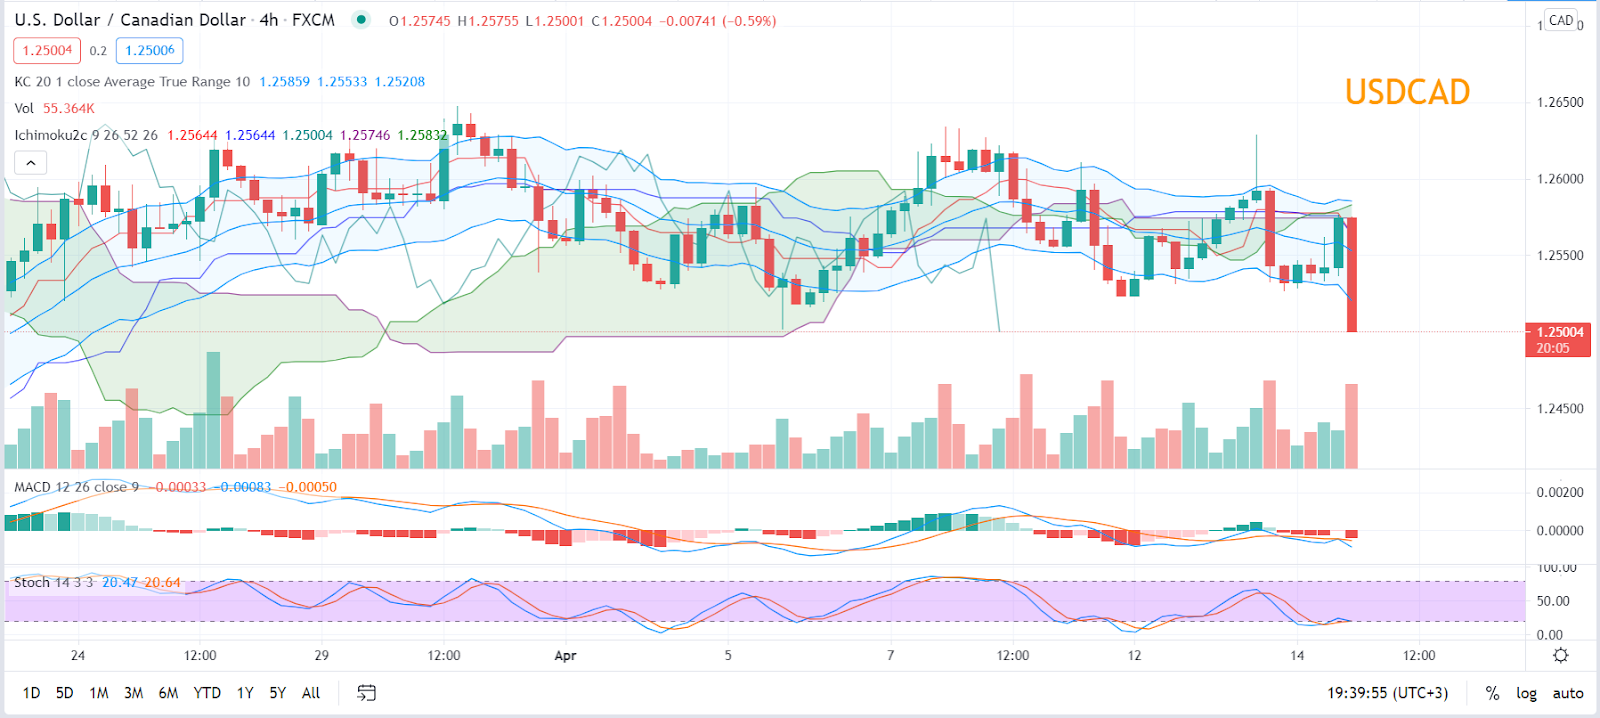 U.S. Dollar / Canadian Dollar · 4h · FXCM O1.25745 H1.25755 L1.25001 C1.25004 −0.00741 (−0.59%)
CAD
1.25004 0.2 1.25006
KC 20 1 close Average True Range 10 1.25859 1.25533 1.25208
USDCAD
Vol 55.364K
1.26500
Ichimoku2c 9 26 52 26 1.25644 1.25644 1.25004 1.25746 1.25832
1.26000
1.25500
1.25004
20:05
1.24500
MACD 12 26 close 9 −0.00033 −0.00083 −0.00050
0.00200
0.00000
100.00
Stoch 14 3 3 20.47 20.64
50.00
0.00
24 12:00 29 12:00 Apr 5 7 12:00 12 14 12:00
1D 5D 1M 3M 6M YTD 1Y 5Y All 19:39:55 (UTC+3) % log auto